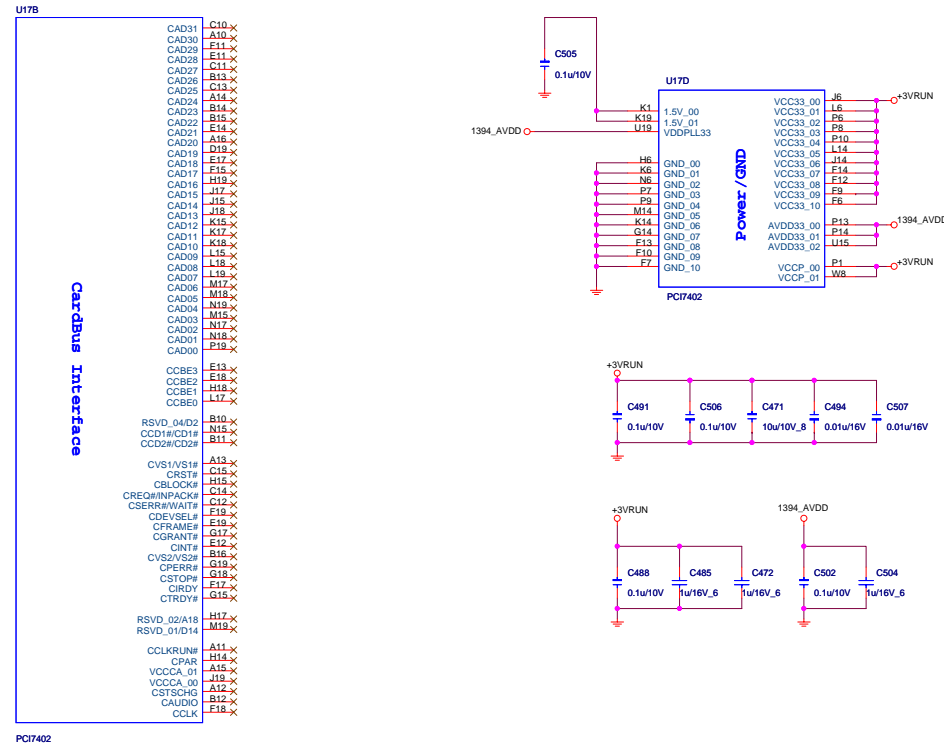 U17B
CAD31 C10
CAD30 A10
CAD29 F11
CAD28 E11
CAD27 C11
CAD26 B13
CAD25 C13
CAD24 A14
CAD23 B14
CAD22 B15
CAD21 E14
CAD20 A16
CAD19 D19
CAD18 E17
CAD17 F15
CAD16 H19
CAD15 J17
CAD14 J15
CAD13 J18
CAD12 K15
CAD11 K17
CAD10 K18
CAD09 L15
CAD08 L18
CAD07 L19
CAD06 M17
CAD05 M18
CAD04 N19
CAD03 M15
CAD02 N17
CAD01 N18
CAD00 P19
CCBE3 E13
CCBE2 E18
CCBE1 H18
CCBE0 L17
RSVD_04/D2 B10
CCD1#/CD1# N15
CCD2#/CD2# B11
CVS1/VS1# A13
CRST# C15
CBLOCK# H15
CREQ#/INPACK# C14
CSERR#/WAIT# C12
CDEVSEL# F19
CFRAME# E19
CGRANT# G17
CINT# E12
CVS2/VS2# B16
CPERR# G19
CSTOP# G18
CIRDY F17
CTRDY# G15
RSVD_02/A18 H17
RSVD_01/D14 M19
CCLKRUN# A11
CPAR H14
VCCCA_01 A15
VCCCA_00 J19
CSTSCHG A12
CAUDIO B12
CCLK F18
CardBus Interface
PCI7402
C505
0.1u/10V
U17D
K1 1.5V_00
K19 1.5V_01
1394_AVDD U19 VDDPLL33
H6 GND_00
K6 GND_01
N6 GND_02
P7 GND_03
P9 GND_04
M14 GND_05
K14 GND_06
G14 GND_07
F13 GND_08
F10 GND_09
F7 GND_10
Power/GND
VCC33_00 J6 +3VRUN
VCC33_01 L6
VCC33_02 P6
VCC33_03 P8
VCC33_04 P10
VCC33_05 L14
VCC33_06 J14
VCC33_07 F14
VCC33_08 F12
VCC33_09 F9
VCC33_10 F6
AVDD33_00 P13 1394_AVDD
AVDD33_01 P14
AVDD33_02 U15
VCCP_00 P1 +3VRUN
VCCP_01 W8
PCI7402
+3VRUN
C491 C506 C471 C494 C507
0.1u/10V 0.1u/10V 10u/10V_8 0.01u/16V 0.01u/16V
+3VRUN 1394_AVDD
C488 C485 C472 C502 C504
0.1u/10V 1u/16V_6 1u/16V_6 0.1u/10V 1u/16V_6